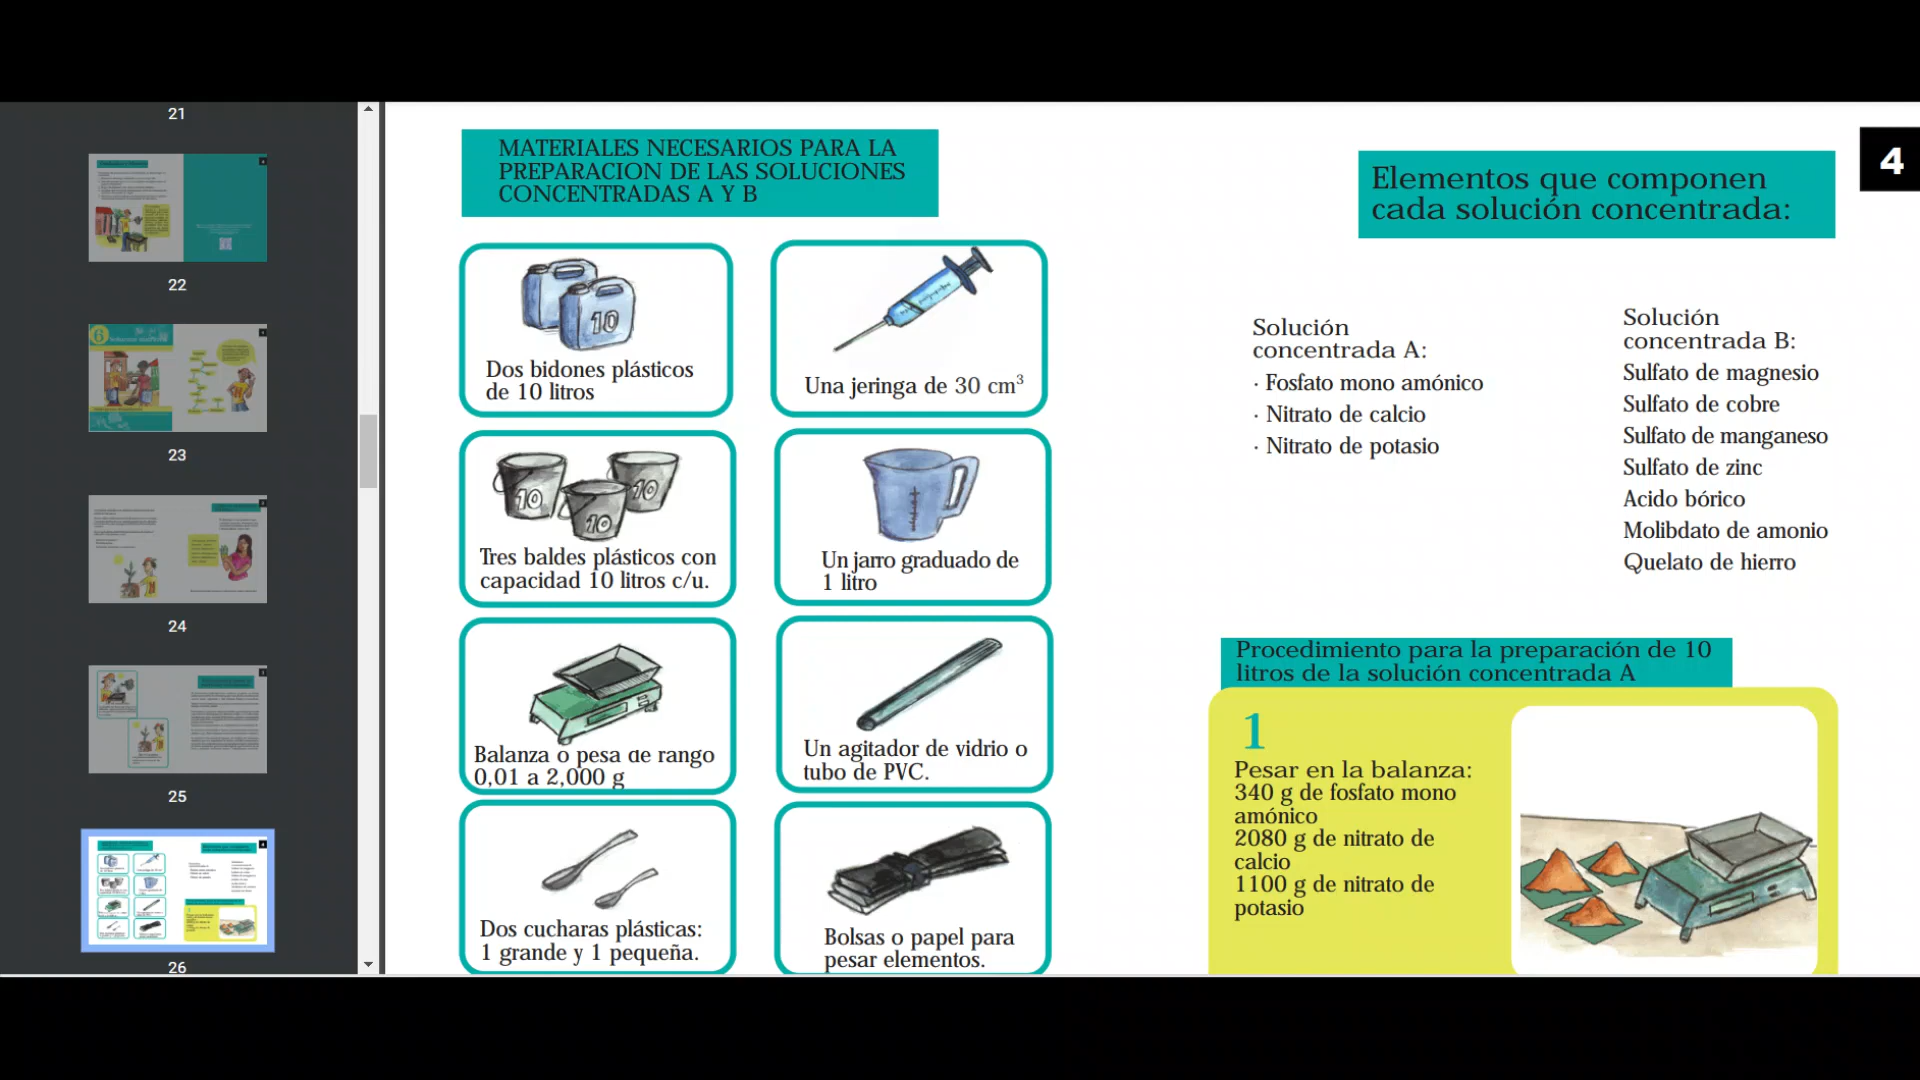 21
22
23
24
25
26
MATERIALES NECESARIOS PARA LA
PREPARACION DE LAS SOLUCIONES
CONCENTRADAS A Y B
10
Dos bidones plásticos
de 10 litros
Una jeringa de 30 cm³
10
10
10
Tres baldes plásticos con
capacidad 10 litros c/u.
Un jarro graduado de
1 litro
Balanza o pesa de rango
0,01 a 2,000 g
Un agitador de vidrio o
tubo de PVC.
Dos cucharas plásticas:
1 grande y 1 pequeña.
Bolsas o papel para
pesar elementos.
4
Elementos que componen
cada solución concentrada:
Solución
concentrada A:
· Fosfato mono amónico
· Nitrato de calcio
· Nitrato de potasio
Solución
concentrada B:
Sulfato de magnesio
Sulfato de cobre
Sulfato de manganeso
Sulfato de zinc
Acido bórico
Molibdato de amonio
Quelato de hierro
Procedimiento para la preparación de 10
litros de la solución concentrada A
1
Pesar en la balanza:
340 g de fosfato mono
amónico
2080 g de nitrato de
calcio
1100 g de nitrato de
potasio